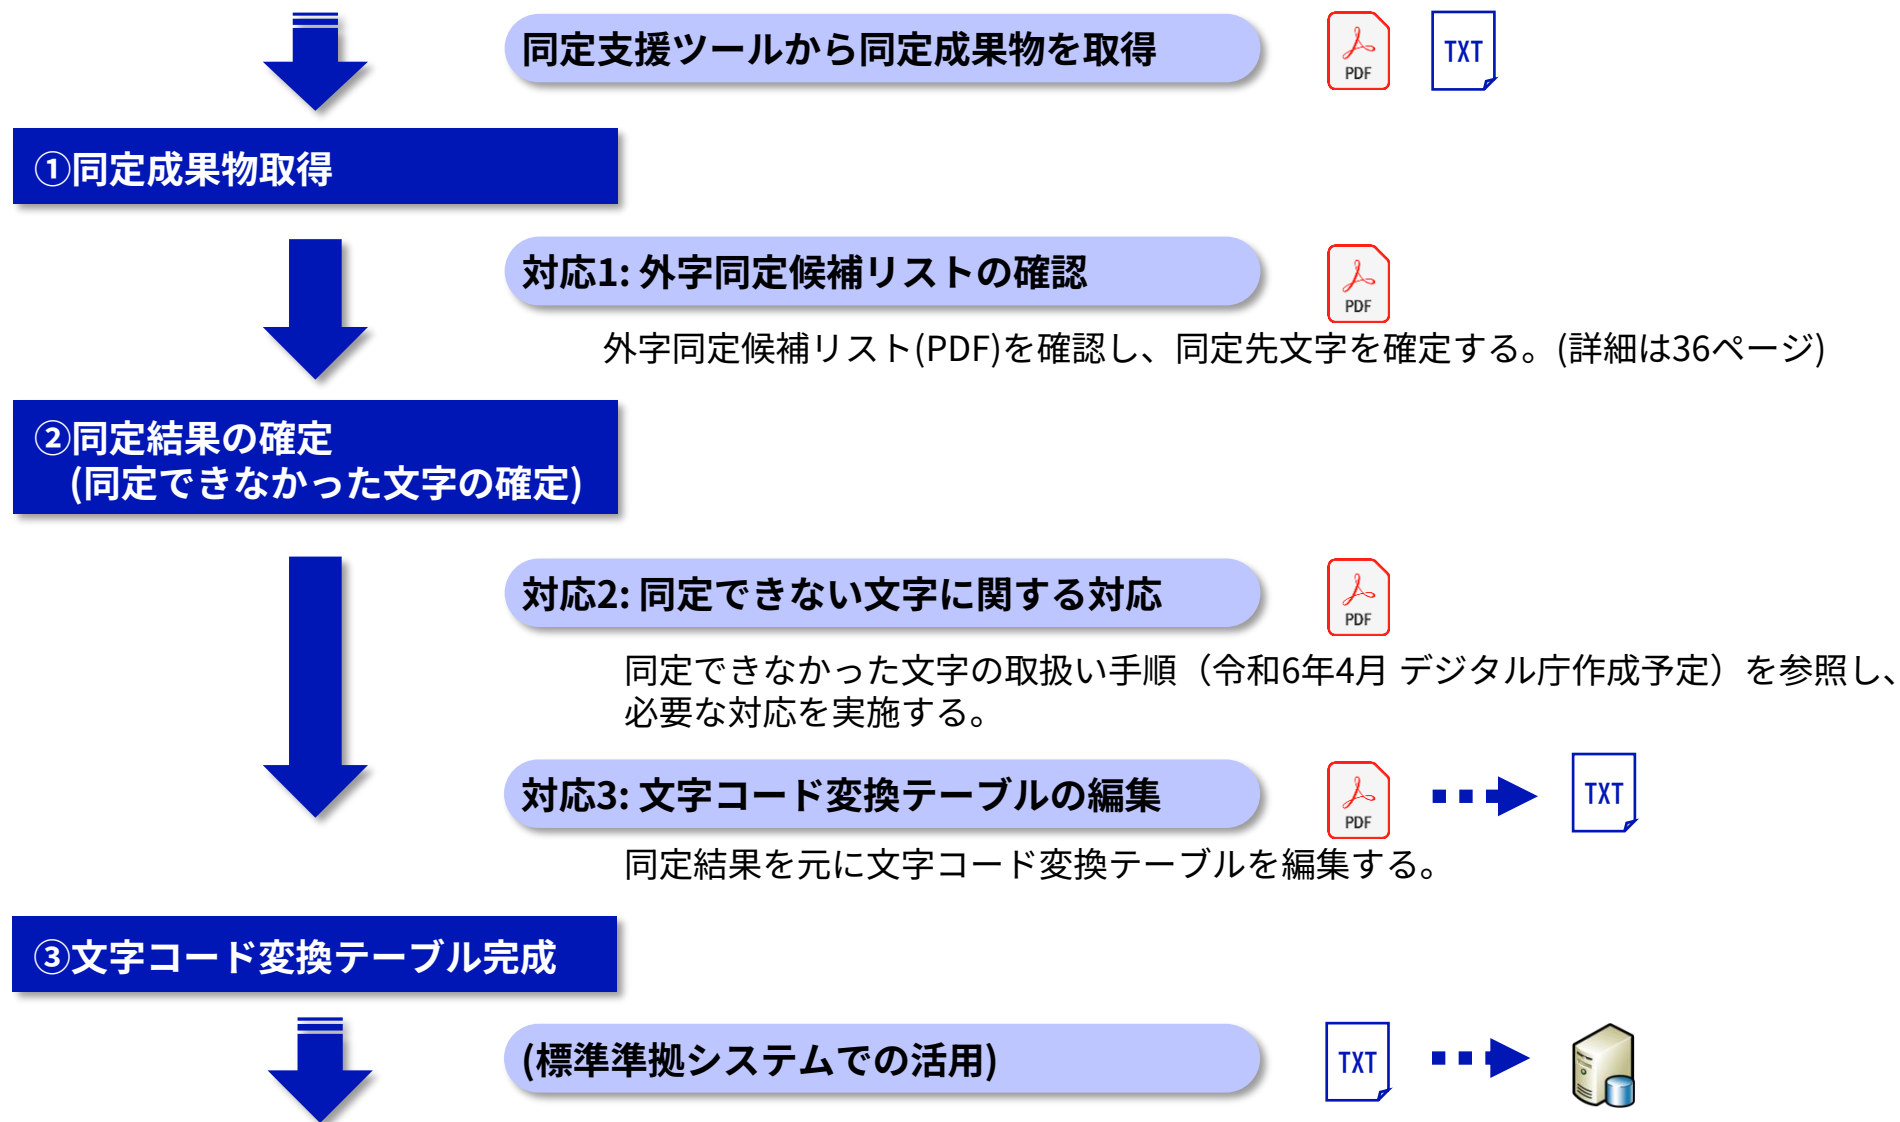 同定支援ツールから同定成果物を取得
PDF
TXT
①同定成果物取得
対応1: 外字同定候補リストの確認
PDF
外字同定候補リスト(PDF)を確認し、同定先文字を確定する。(詳細は36ページ)
②同定結果の確定
(同定できなかった文字の確定)
対応2: 同定できない文字に関する対応
PDF
同定できなかった文字の取扱い手順（令和6年4月 デジタル庁作成予定）を参照し、
必要な対応を実施する。
対応3: 文字コード変換テーブルの編集
PDF
TXT
同定結果を元に文字コード変換テーブルを編集する。
③文字コード変換テーブル完成
(標準準拠システムでの活用)
TXT